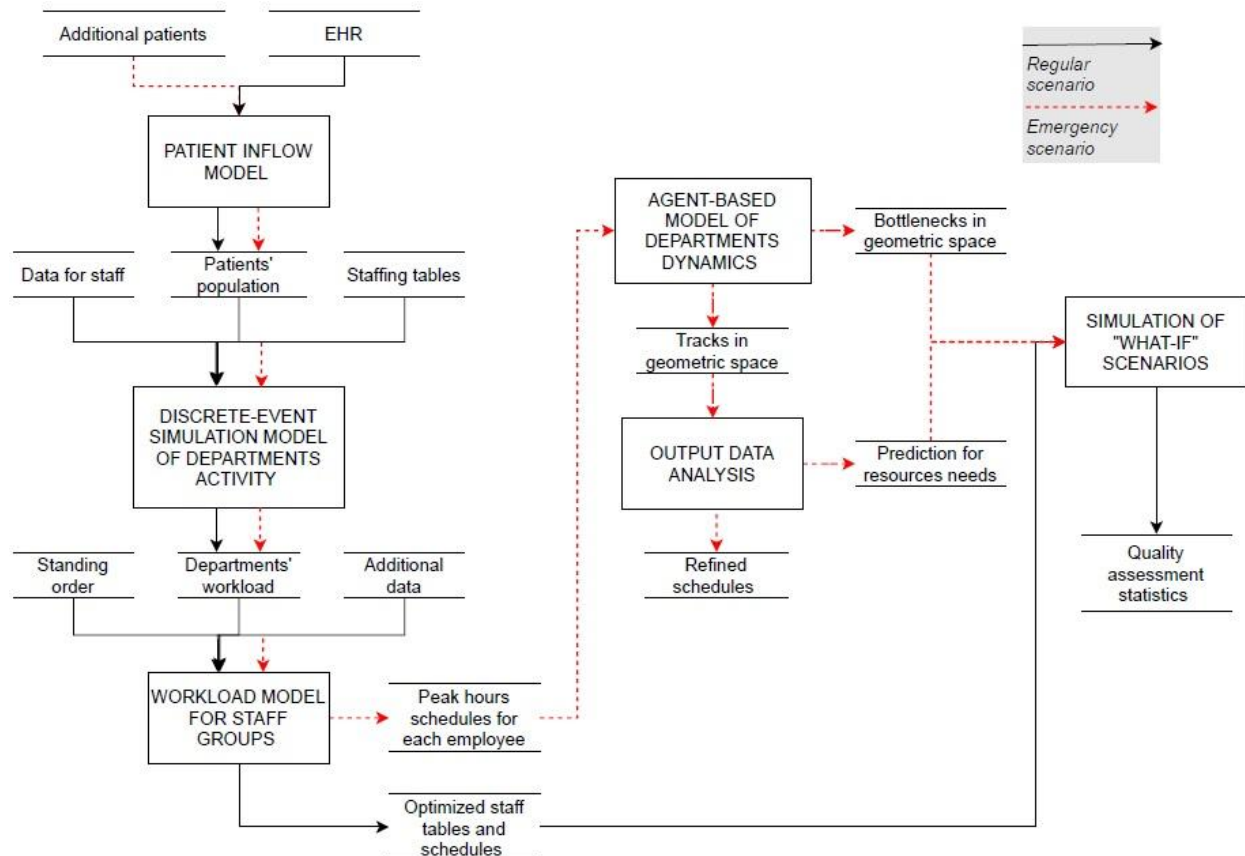 Additional patients
EHR
Regular
scenario
Emergency
scenario
PATIENT INFLOW
MODEL
Data for staff
Patients'
population
Staffing tables
DISCRETE-EVENT
SIMULATION MODEL
OF DEPARTMENTS
ACTIVITY
Standing
order
Departments'
workload
Additional
data
WORKLOAD MODEL
FOR STAFF
GROUPS
Peak hours
schedules for
each employee
Optimized staff
tables and
schedules
AGENT-BASED
MODEL OF
DEPARTMENTS
DYNAMICS
Bottlenecks in
geometric space
Tracks in
geometric space
OUTPUT DATA
ANALYSIS
Prediction for
resources needs
Refined
schedules
SIMULATION OF
"WHAT-IF"
SCENARIOS
Quality
assessment
statistics